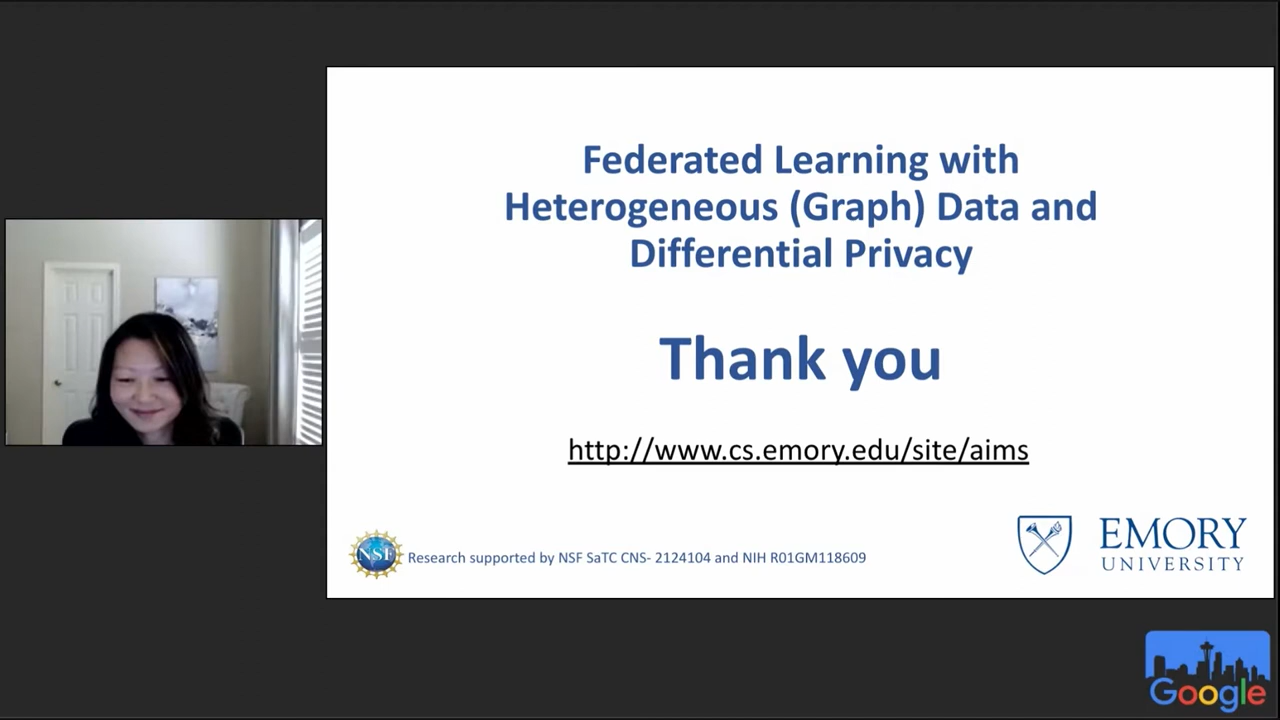 Federated Learning with
Heterogeneous (Graph) Data and
Differential Privacy
Thank you
http://www.cs.emory.edu/site/aims
NSF
Research supported by NSF SaTC CNS- 2124104 and NIH R01GM118609
EMORY
UNIVERSITY
Google